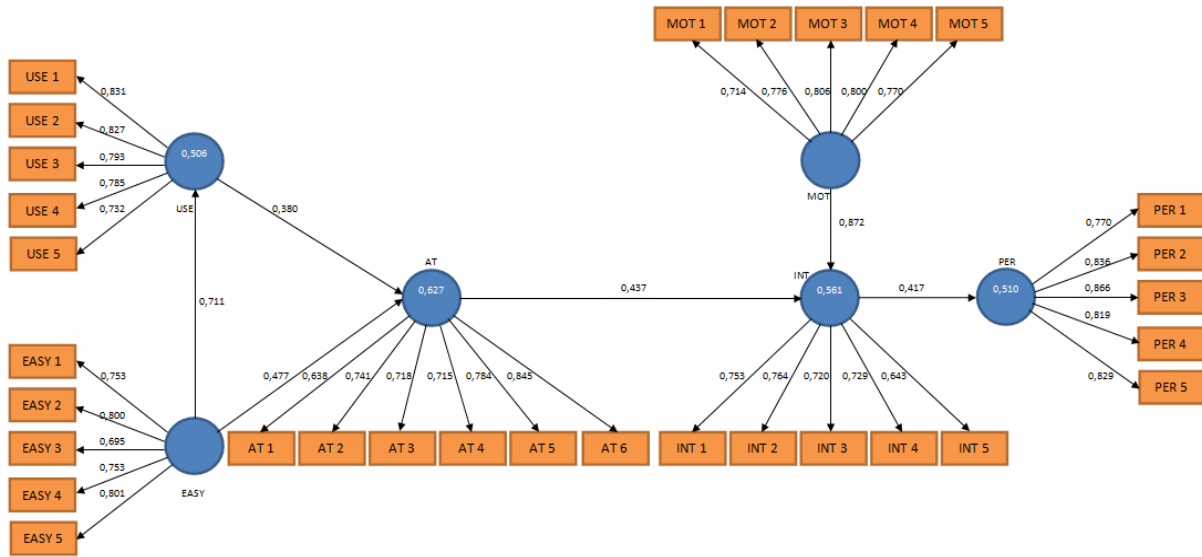 MOT 1
MOT 2
MOT 3
MOT 4
MOT 5
0,714
0,776
0,806
0,800
0,770
MOT
0,872
USE 1
USE 2
USE 3
USE 4
USE 5
0,831
0,827
0,793
0,785
0,732
0,506
USE
0,380
0,711
AT
0,627
0,437
INT
0,561
0,417
PER
0,510
PER 1
PER 2
PER 3
PER 4
PER 5
0,770
0,836
0,866
0,819
0,829
EASY 1
EASY 2
EASY 3
EASY 4
EASY 5
0,753
0,800
0,695
0,753
0,801
EASY
0,477
0,638
0,741
0,718
0,715
0,784
0,845
AT 1
AT 2
AT 3
AT 4
AT 5
AT 6
0,753
0,764
0,720
0,729
0,643
INT 1
INT 2
INT 3
INT 4
INT 5